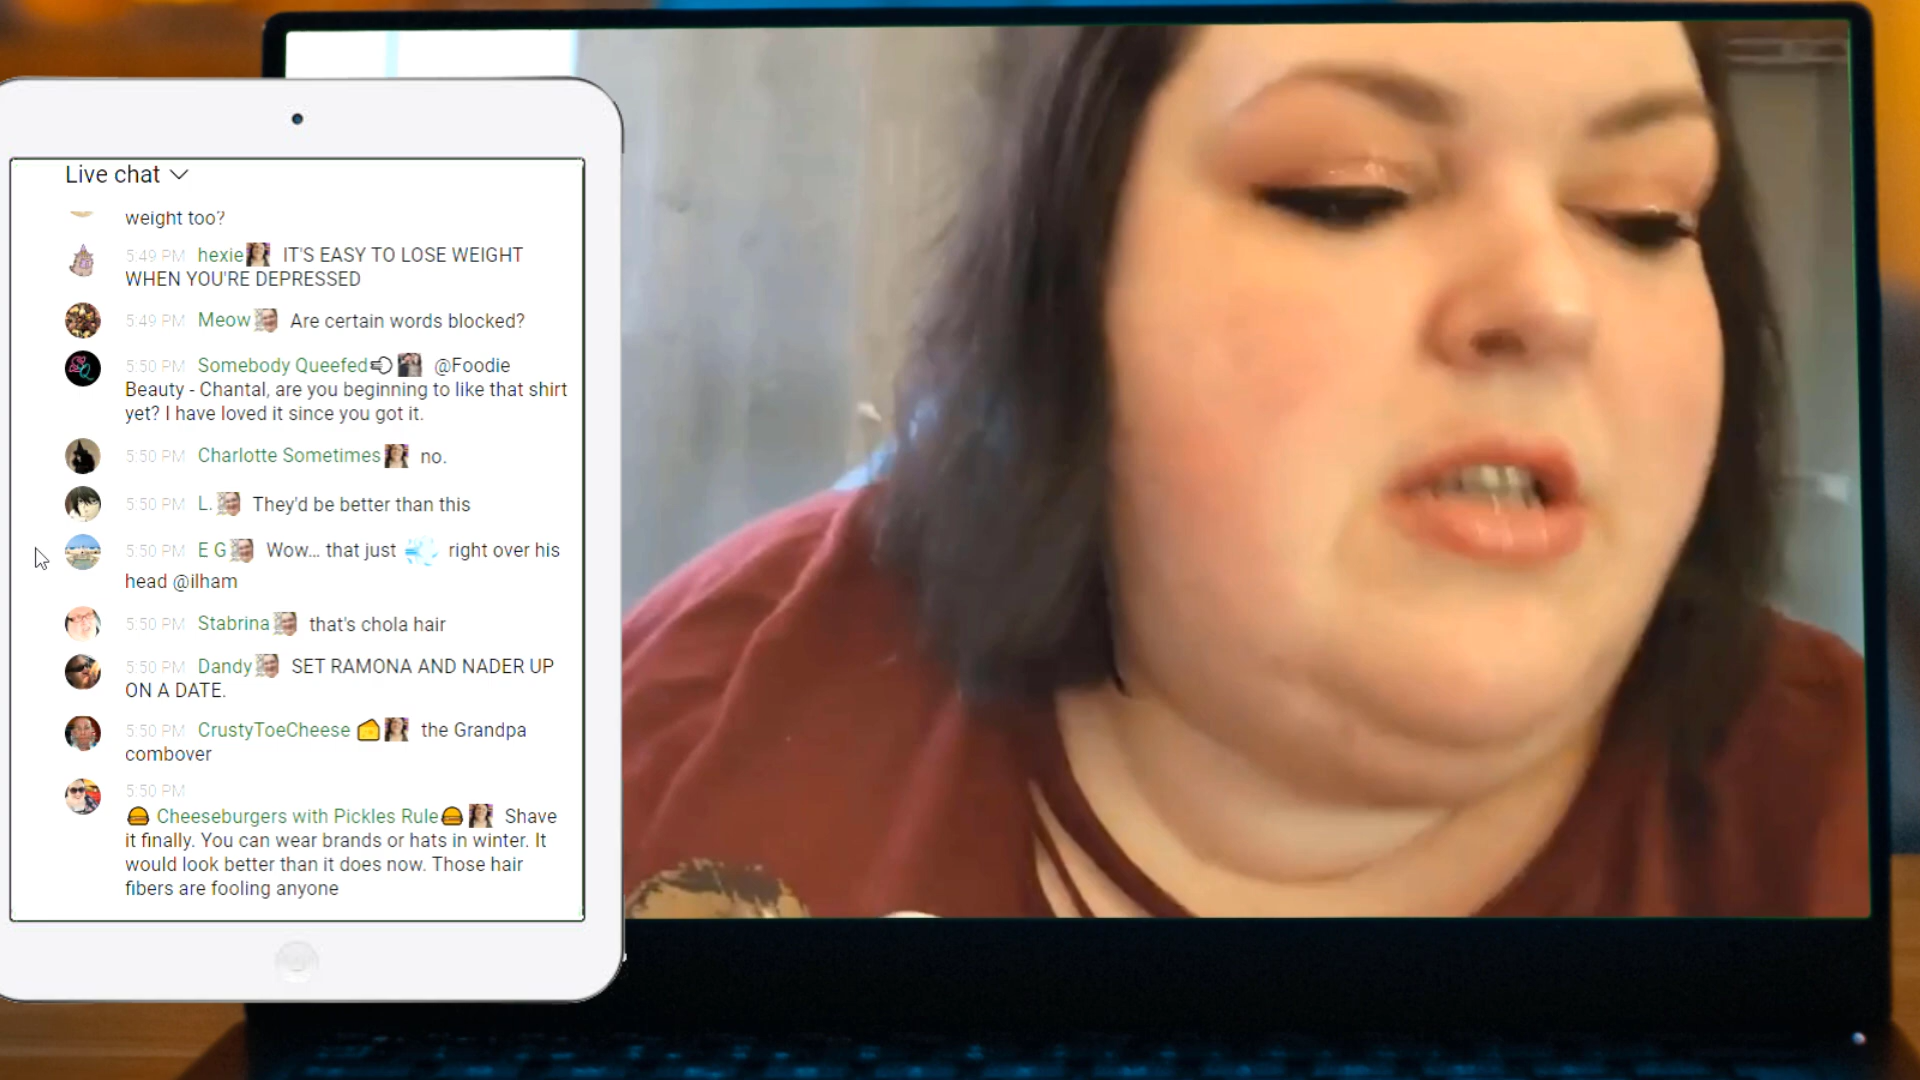 Live chat
weight too?
5:49 PM hexie IT'S EASY TO LOSE WEIGHT
WHEN YOU'RE DEPRESSED
5:49 PM Meow Are certain words blocked?
5:50 PM Somebody Queefed @Foodie
Beauty - Chantal, are you beginning to like that shirt
yet? I have loved it since you got it.
5:50 PM Charlotte Sometimes no.
5:50 PM L. They'd be better than this
5:50 PM E G Wow... that just right over his
head @ilham
5:50 PM Stabrina that's chola hair
5:50 PM Dandy SET RAMONA AND NADER UP
ON A DATE.
5:50 PM CrustyToeCheese the Grandpa
combover
5:50 PM
Cheeseburgers with Pickles Rule Shave
it finally. You can wear brands or hats in winter. It
would look better than it does now. Those hair
fibers are fooling anyone